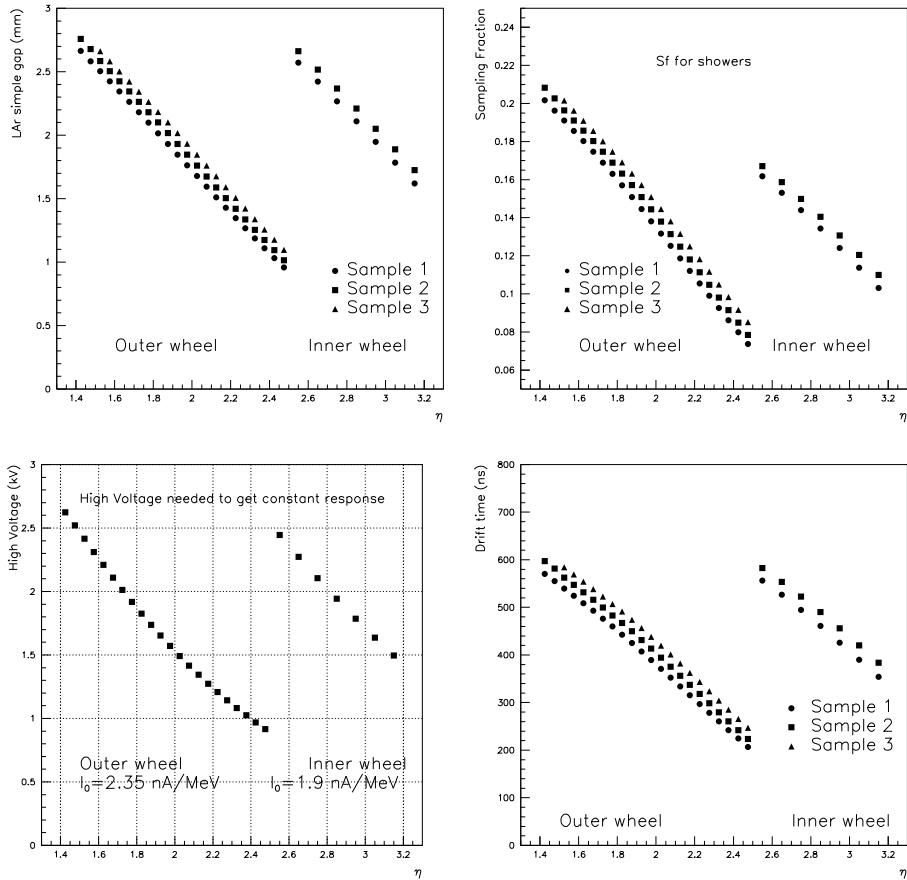 LAr simple gap (mm)
3
2.5
2
1.5
1
0.5
0
Sample 1
Sample 2
Sample 3
Outer wheel
Inner wheel
1.4 1.6 1.8 2 2.2 2.4 2.6 2.8 3 3.2
η
Sampling Fraction
0.24
0.22
0.2
0.18
0.16
0.14
0.12
0.1
0.08
0.06
Sf for showers
Sample 1
Sample 2
Sample 3
Outer wheel
Inner wheel
1.4 1.6 1.8 2 2.2 2.4 2.6 2.8 3 3.2
η
High Voltage (kV)
3
2.5
2
1.5
1
0.5
0
High Voltage needed to get constant response
Outer wheel
I₀=2.35 nA/MeV
Inner wheel
I₀=1.9 nA/MeV
1.4 1.6 1.8 2 2.2 2.4 2.6 2.8 3 3.2
η
Drift time (ns)
800
700
600
500
400
300
200
100
0
Sample 1
Sample 2
Sample 3
Outer wheel
Inner wheel
1.4 1.6 1.8 2 2.2 2.4 2.6 2.8 3 3.2
η